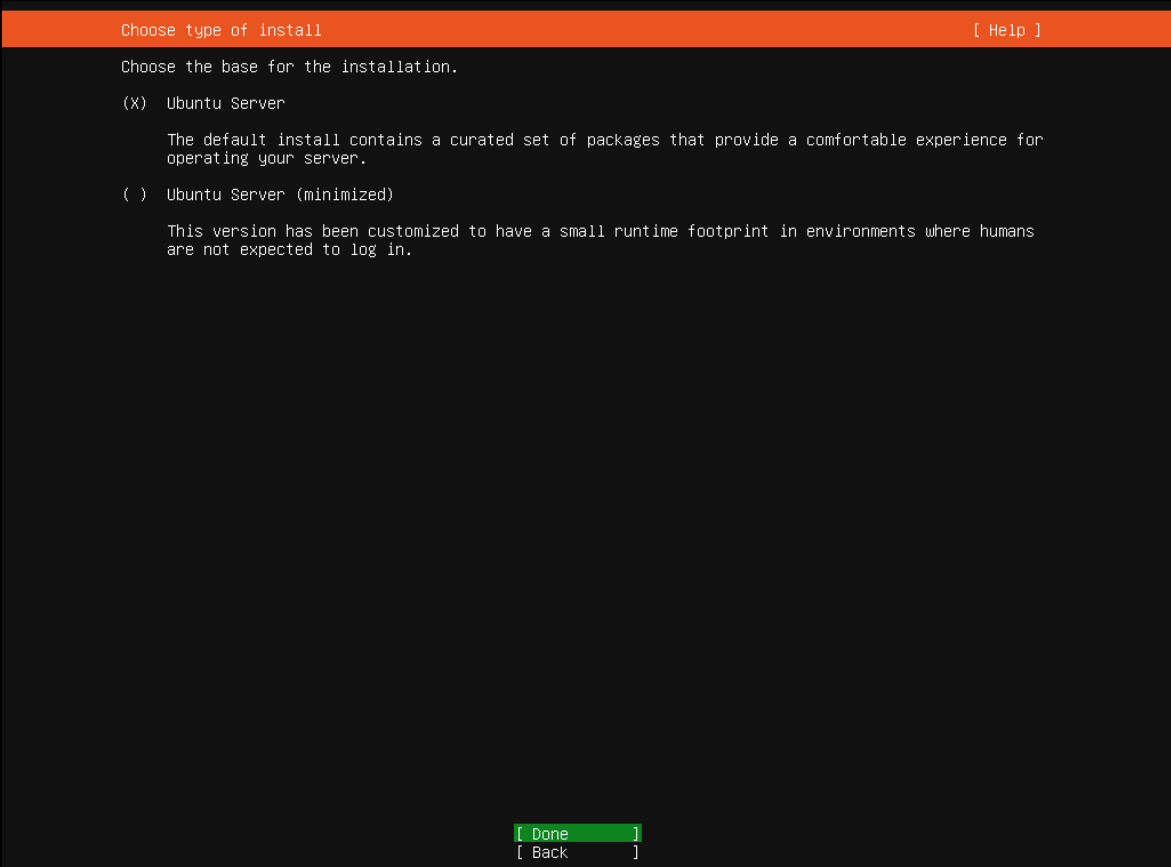 Choose type of install [ Help ]
Choose the base for the installation.
(X) Ubuntu Server
The default install contains a curated set of packages that provide a comfortable experience for
operating your server.
( ) Ubuntu Server (minimized)
This version has been customized to have a small runtime footprint in environments where humans
are not expected to log in.
[ Done ]
[ Back ]